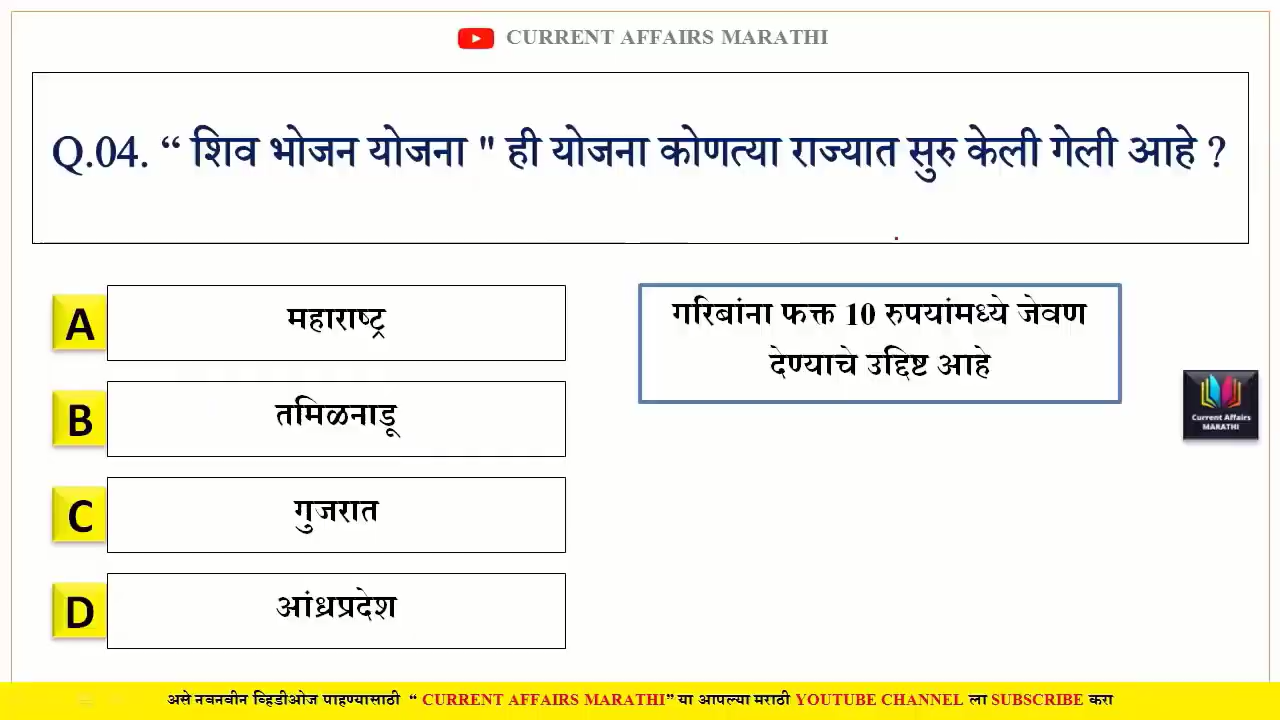 CURRENT AFFAIRS MARATHI
Q.04. “ शिव भोजन योजना " ही योजना कोणत्या राज्यात सुरु केली गेली आहे ?
A
महाराष्ट्र
B
तमिळनाडू
C
गुजरात
D
आंध्रप्रदेश
गरिबांना फक्त 10 रुपयांमध्ये जेवण
देण्याचे उद्दिष्ट आहे
Current Affairs
MARATHI
असे नवनवीन व्हिडीओज पाहण्यासाठी “ CURRENT AFFAIRS MARATHI” या आपल्या मराठी YOUTUBE CHANNEL ला SUBSCRIBE करा